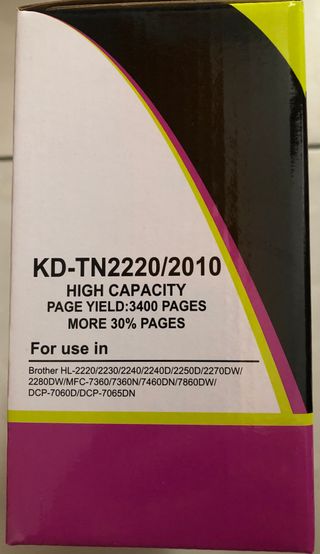 KD-TN2220/2010
HIGH CAPACITY
PAGE YIELD:3400 PAGES
MORE 30% PAGES
For use in
Brother HL-2220/2230/2240/2240D/2250D/2270DW/
2280DW/MFC-7360/7360N/7460DN/7860DW/
DCP-7060D/DCP-7065DN